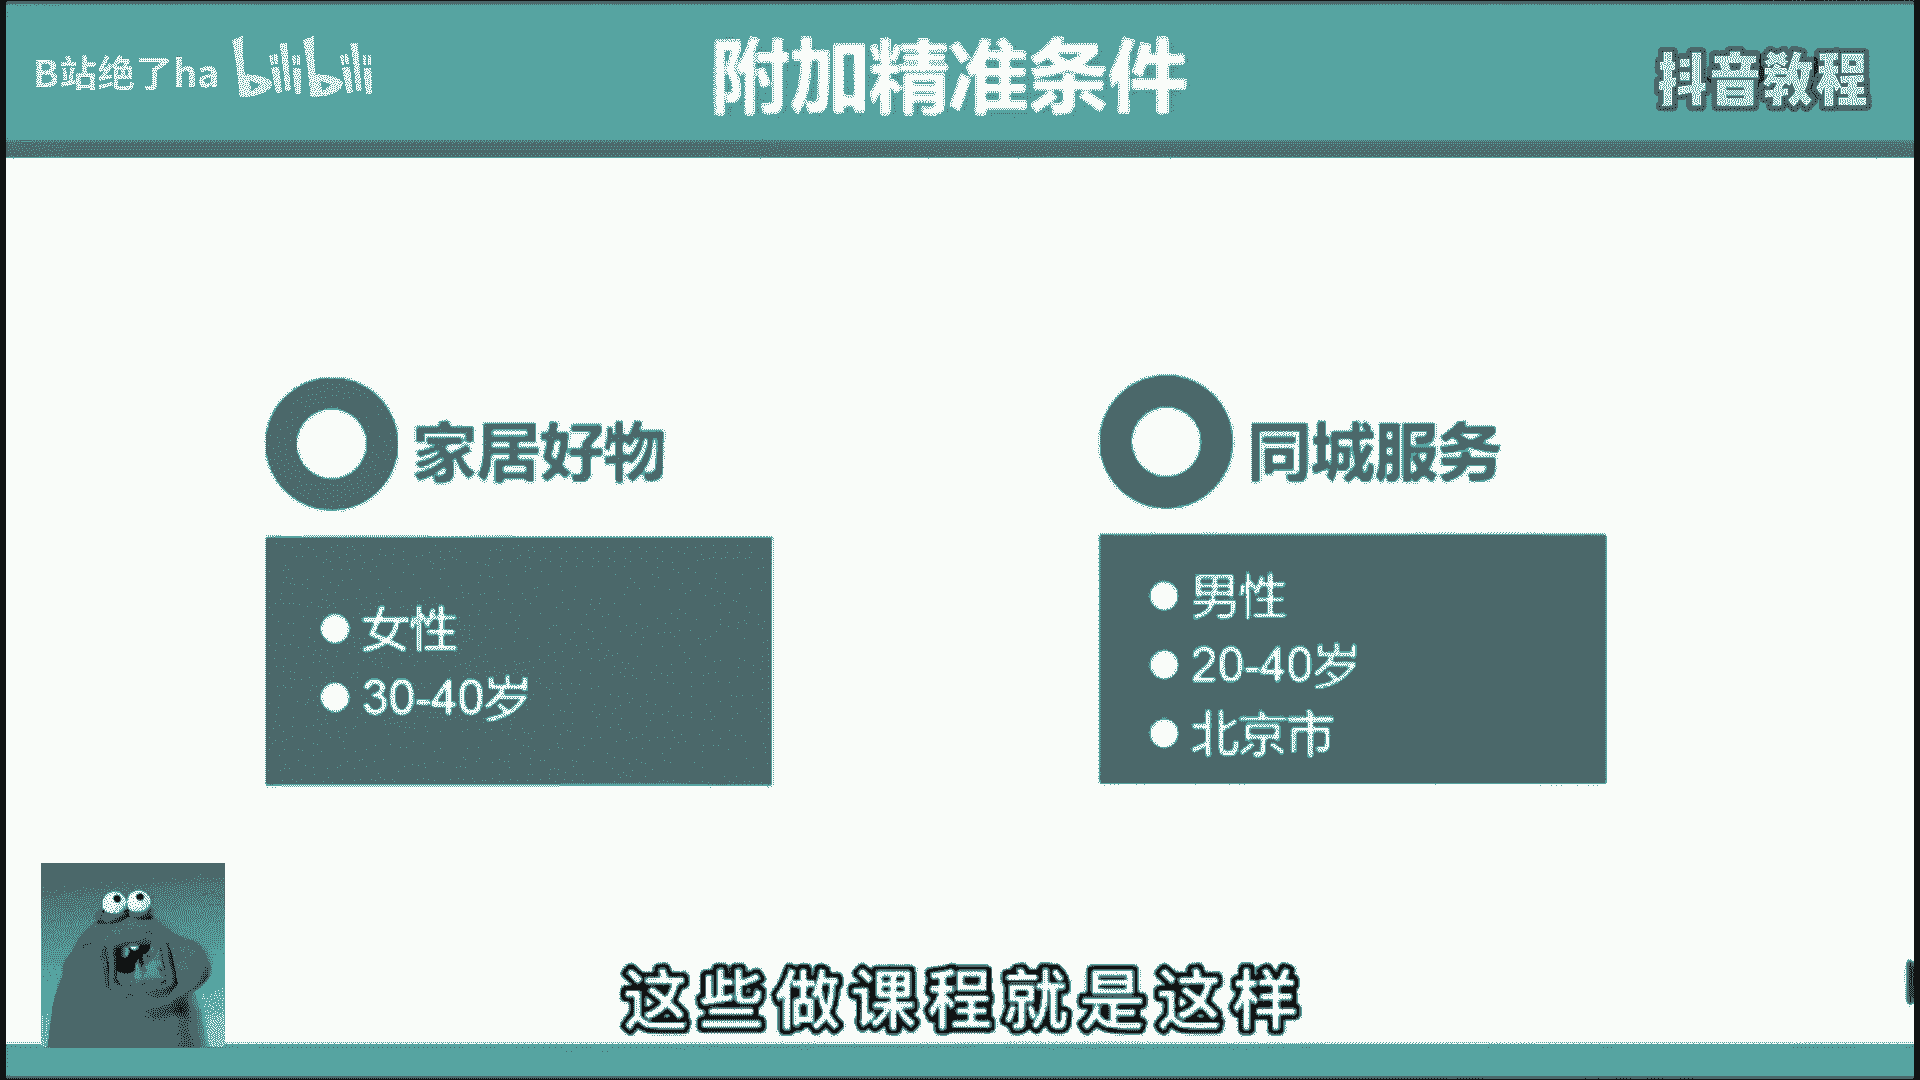 B站绝了ha bilibili
附加精准条件
抖音教程
家居好物
女性
30-40岁
同城服务
男性
20-40岁
北京市
这些做课程就是这样